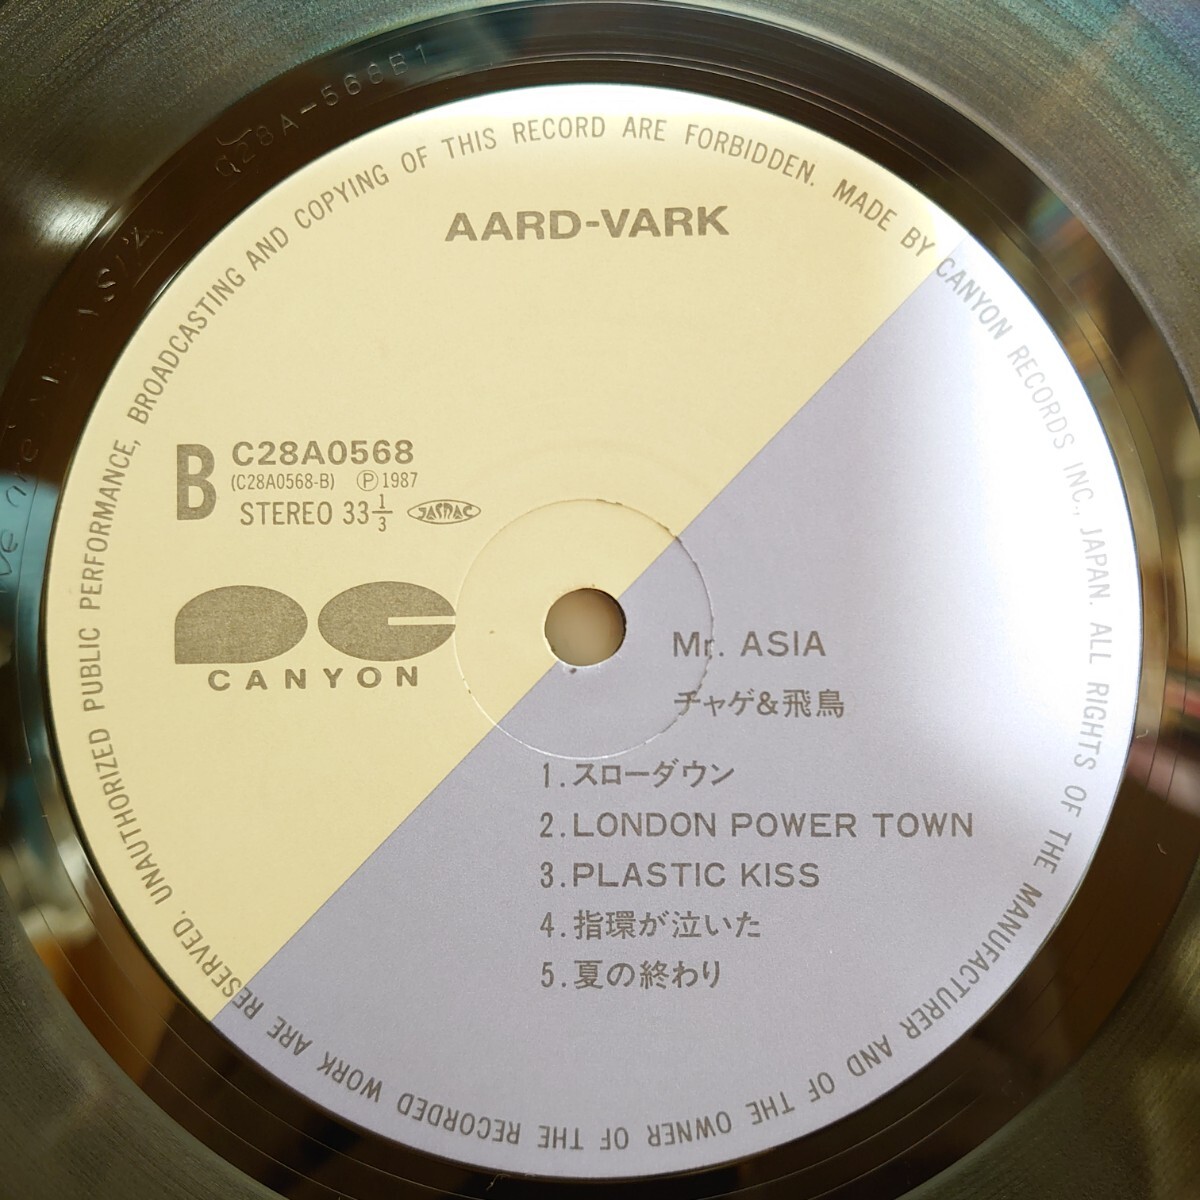 C28A-568B1
AARD-VARK
B
C28A0568
(C28A0568-B) Ⓟ1987
STEREO 33 1/3 JASRAC
PC
CANYON
Mr. ASIA
チャゲ&飛鳥
1.スローダウン
2.LONDON POWER TOWN
3.PLASTIC KISS
4.指環が泣いた
5.夏の終わり
UNAUTHORIZED PUBLIC PERFORMANCE, BROADCASTING AND COPYING OF THIS RECORD ARE FORBIDDEN. MADE BY CANYON RECORDS INC., JAPAN. ALL RIGHTS OF THE MANUFACTURER AND OF THE OWNER OF THE RECORDED WORK ARE RESERVED.